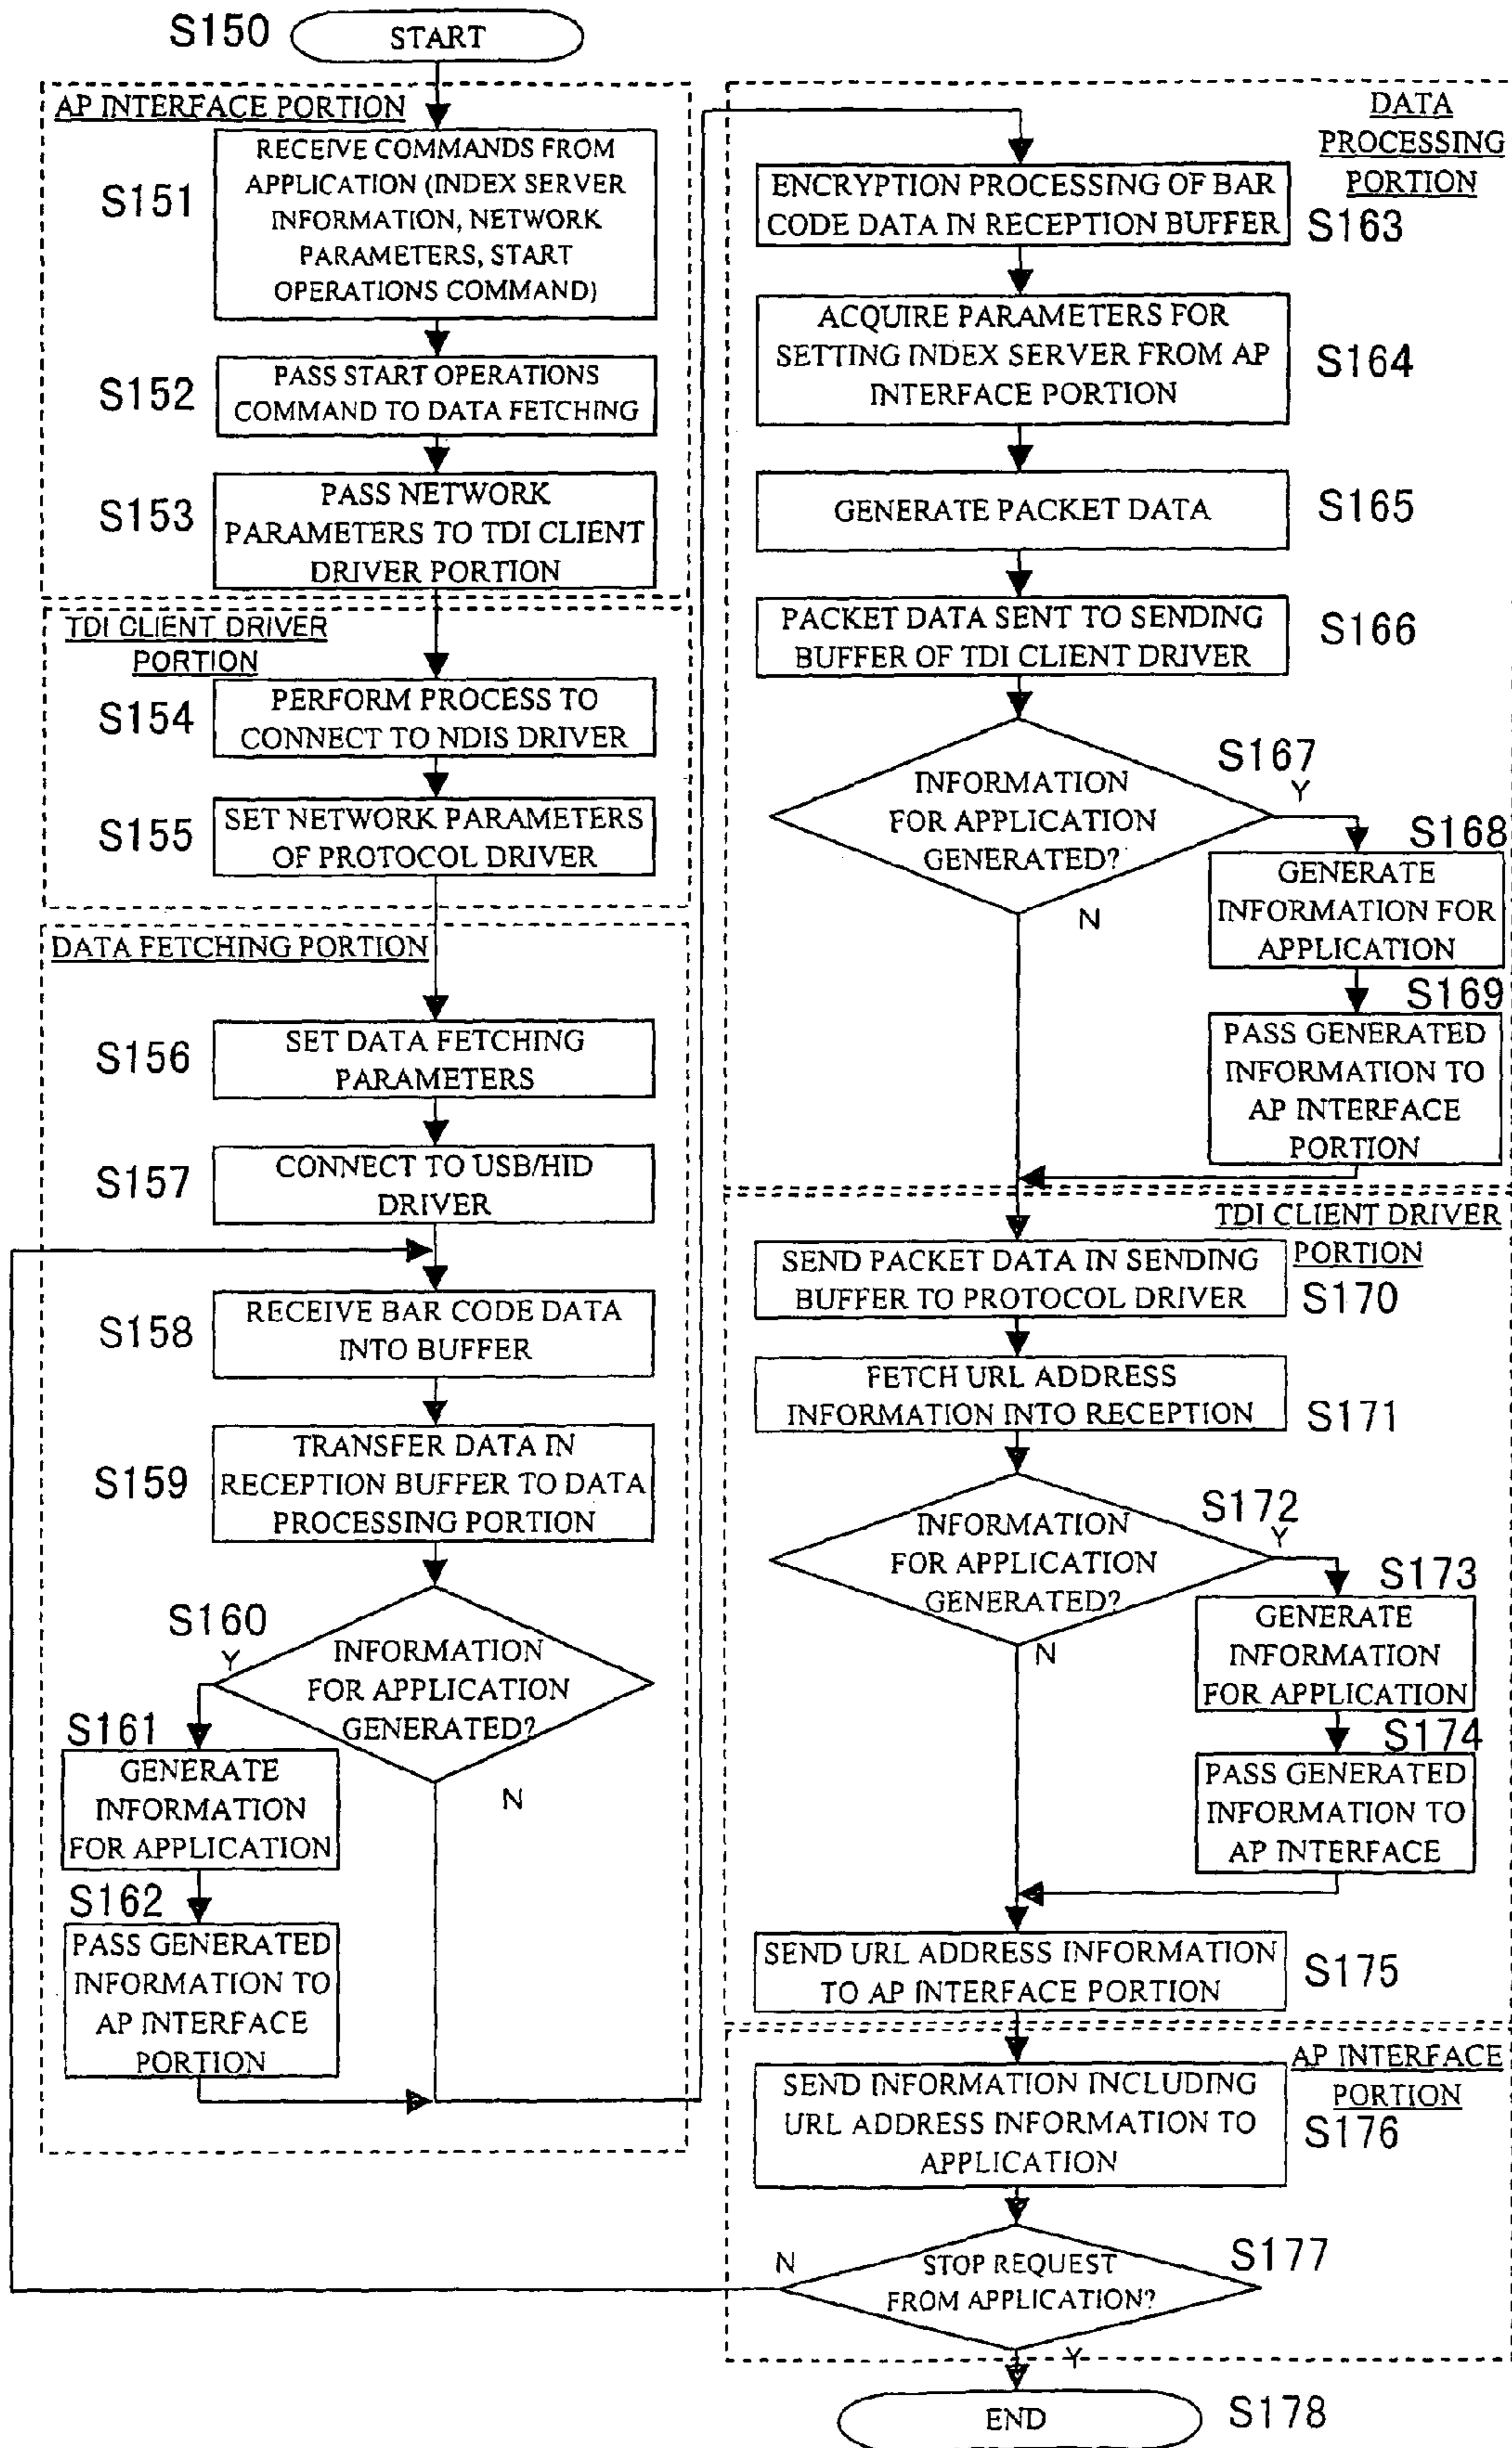 S150
START
AP INTERFACE PORTION
S151
RECEIVE COMMANDS FROM
APPLICATION (INDEX SERVER
INFORMATION, NETWORK
PARAMETERS, START
OPERATIONS COMMAND)
S152
PASS START OPERATIONS
COMMAND TO DATA FETCHING
S153
PASS NETWORK
PARAMETERS TO TDI CLIENT
DRIVER PORTION
TDI CLIENT DRIVER
PORTION
S154
PERFORM PROCESS TO
CONNECT TO NDIS DRIVER
S155
SET NETWORK PARAMETERS
OF PROTOCOL DRIVER
DATA FETCHING PORTION
S156
SET DATA FETCHING
PARAMETERS
S157
CONNECT TO USB/HID
DRIVER
S158
RECEIVE BAR CODE DATA
INTO BUFFER
S159
TRANSFER DATA IN
RECEPTION BUFFER TO DATA
PROCESSING PORTION
S160
Y
INFORMATION
FOR APPLICATION
GENERATED?
N
S161
GENERATE
INFORMATION
FOR APPLICATION
S162
PASS GENERATED
INFORMATION TO
AP INTERFACE
PORTION
DATA
PROCESSING
PORTION
ENCRYPTION PROCESSING OF BAR
CODE DATA IN RECEPTION BUFFER
S163
ACQUIRE PARAMETERS FOR
SETTING INDEX SERVER FROM AP
INTERFACE PORTION
S164
GENERATE PACKET DATA
S165
PACKET DATA SENT TO SENDING
BUFFER OF TDI CLIENT DRIVER
S166
INFORMATION
FOR APPLICATION
GENERATED?
S167
Y
N
S168
GENERATE
INFORMATION FOR
APPLICATION
S169
PASS GENERATED
INFORMATION TO
AP INTERFACE
PORTION
TDI CLIENT DRIVER
PORTION
SEND PACKET DATA IN SENDING
BUFFER TO PROTOCOL DRIVER
S170
FETCH URL ADDRESS
INFORMATION INTO RECEPTION
S171
INFORMATION
FOR APPLICATION
GENERATED?
S172
Y
N
S173
GENERATE
INFORMATION
FOR APPLICATION
S174
PASS GENERATED
INFORMATION TO
AP INTERFACE
SEND URL ADDRESS INFORMATION
TO AP INTERFACE PORTION
S175
AP INTERFACE
PORTION
SEND INFORMATION INCLUDING
URL ADDRESS INFORMATION TO
APPLICATION
S176
N
STOP REQUEST
FROM APPLICATION?
S177
Y
END
S178